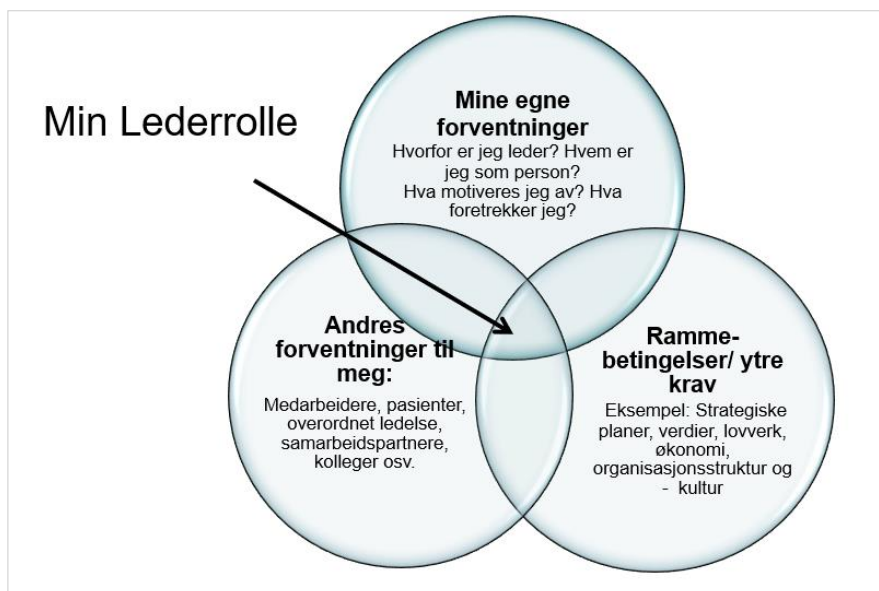 Min Lederrolle
Mine egne
forventninger
Hvorfor er jeg leder? Hvem er
jeg som person?
Hva motiveres jeg av? Hva
foretrekker jeg?
Andres
forventninger til
meg:
Medarbeidere, pasienter,
overordnet ledelse,
samarbeidspartnere,
kolleger osv.
Ramme-
betingelser/ ytre
krav
Eksempel: Strategiske
planer, verdier, lovverk,
økonomi,
organisasjonsstruktur og
- kultur